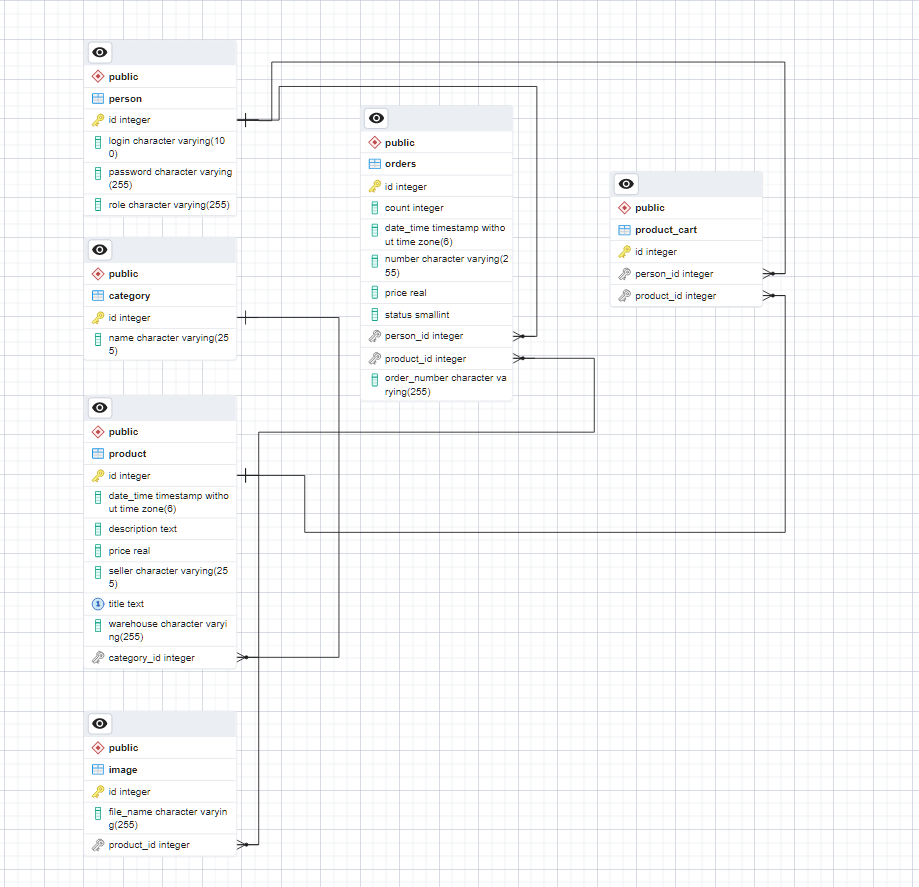 public
person
id integer
login character varying(10
0)
password character varying
(255)
role character varying(255)
public
category
id integer
name character varying(25
5)
public
product
id integer
date_time timestamp witho
ut time zone(6)
description text
price real
seller character varying(25
5)
1
title text
warehouse character varyi
ng(255)
category_id integer
public
image
id integer
file_name character varyin
g(255)
product_id integer
public
orders
id integer
count integer
date_time timestamp witho
ut time zone(6)
number character varying(2
55)
price real
status smallint
person_id integer
product_id integer
order_number character va
rying(255)
public
product_cart
id integer
person_id integer
product_id integer